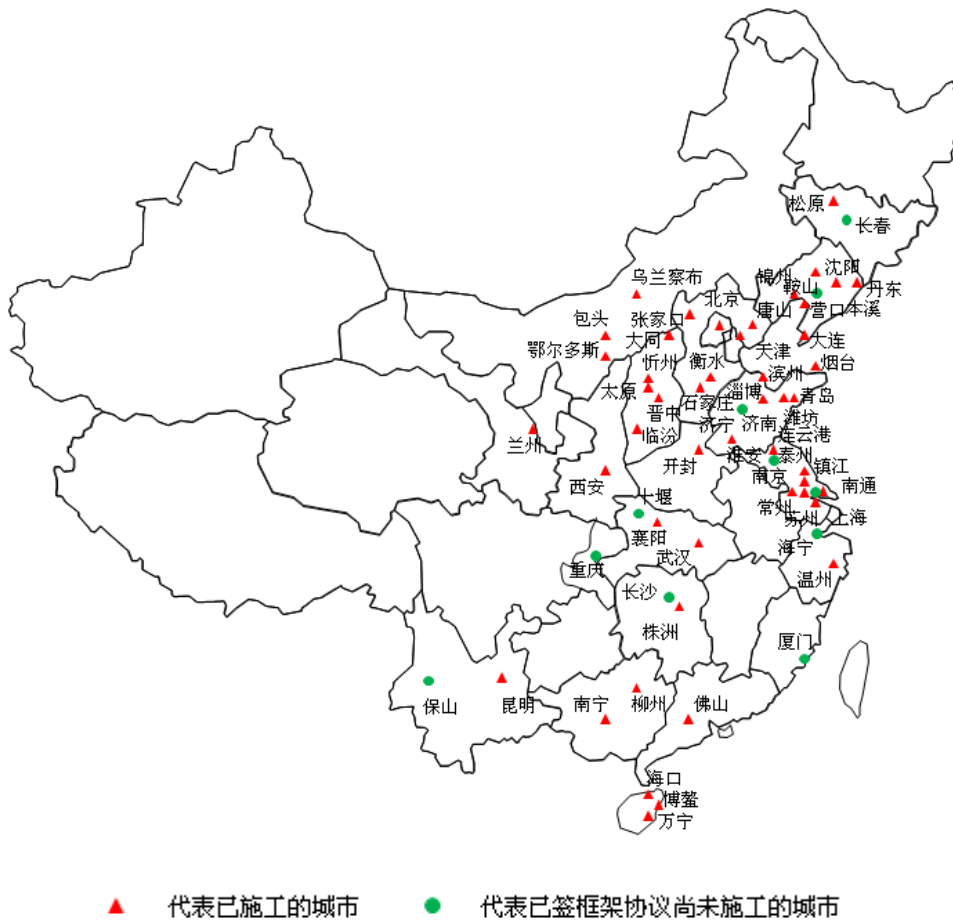 松原
长春
沈阳
锦州
鞍山
丹东
乌兰察布
营口
本溪
北京
唐山
张家口
包头
大同
大连
天津
鄂尔多斯
烟台
忻州
衡水
滨州
太原
石家庄
淄博
青岛
晋中
济宁
济南
潍坊
临汾
连云港
兰州
开封
淮安
泰州
镇江
西安
南京
南通
十堰
常州
苏州
上海
襄阳
武汉
海宁
重庆
温州
长沙
株洲
厦门
保山
昆明
南宁
柳州
佛山
海口
博鳌
万宁
代表已施工的城市
代表已签框架协议尚未施工的城市